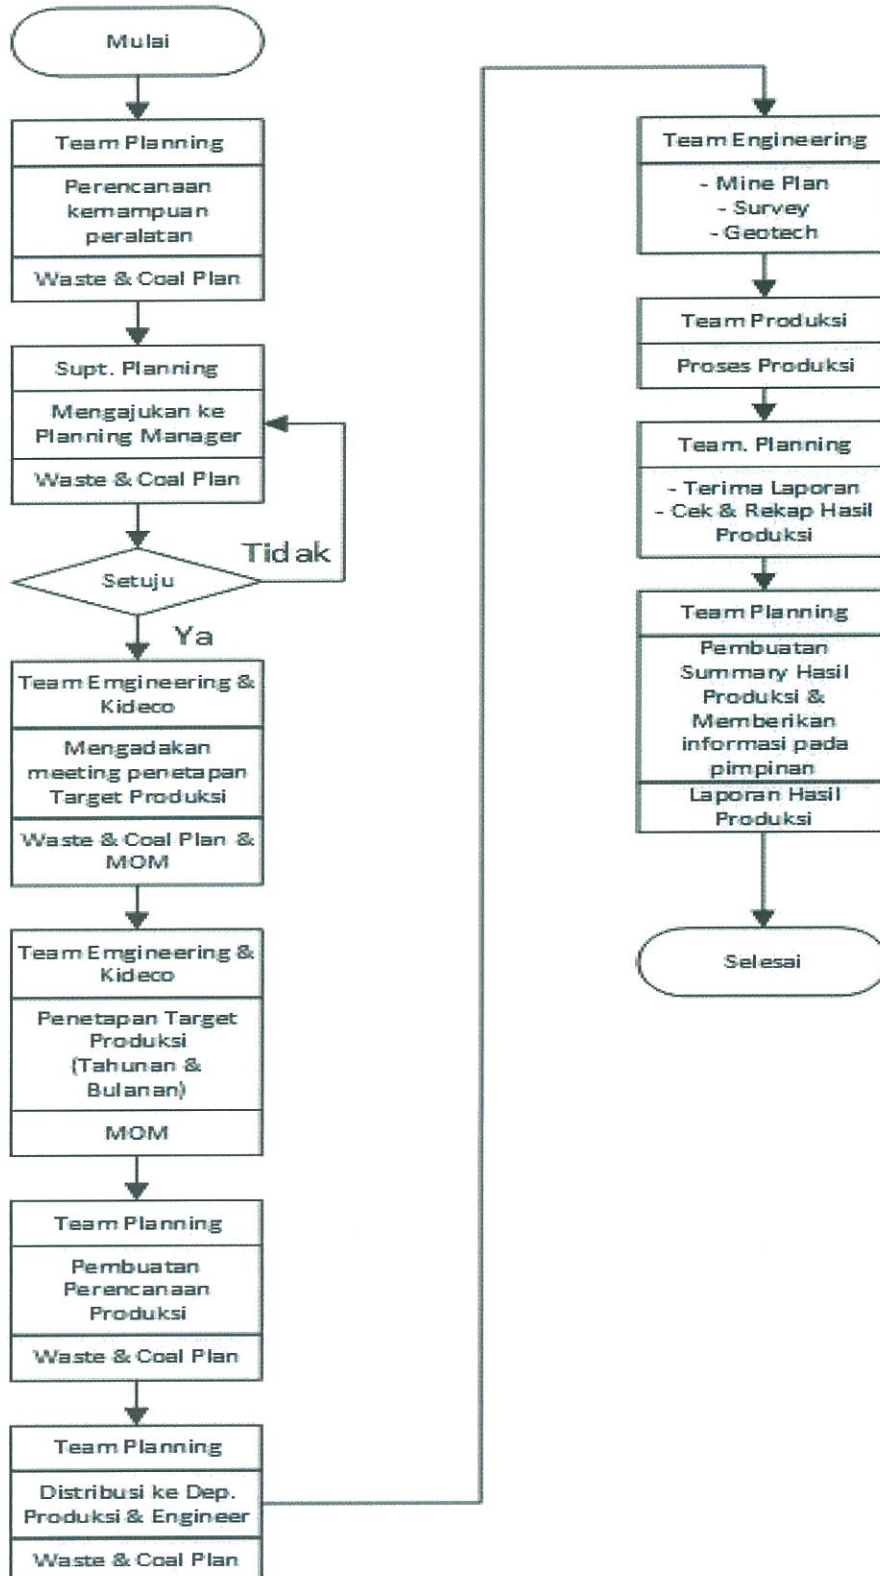 Mulai
Team Planning
Perencanaan
kemampuan
peralatan
Waste & Coal Plan
Supt. Planning
Mengajukan ke
Planning Manager
Waste & Coal Plan
Setuju
Tidak
Ya
Team Emgineering &
Kideco
Mengadakan
meeting penetapan
Target Produksi
Waste & Coal Plan &
MOM
Team Emgineering &
Kideco
Penetapan Target
Produksi
(Tahunan &
Bulanan)
MOM
Team Planning
Pembuatan
Perencanaan
Produksi
Waste & Coal Plan
Team Planning
Distribusi ke Dep.
Produksi & Engineer
Waste & Coal Plan
Team Engineering
- Mine Plan
- Survey
- Geotech
Team Produksi
Proses Produksi
Team. Planning
- Terima Laporan
- Cek & Rekap Hasil
Produksi
Team Planning
Pembuatan
Summary Hasil
Produksi &
Memberikan
informasi pada
pimpinan
Laporan Hasil
Produksi
Selesai